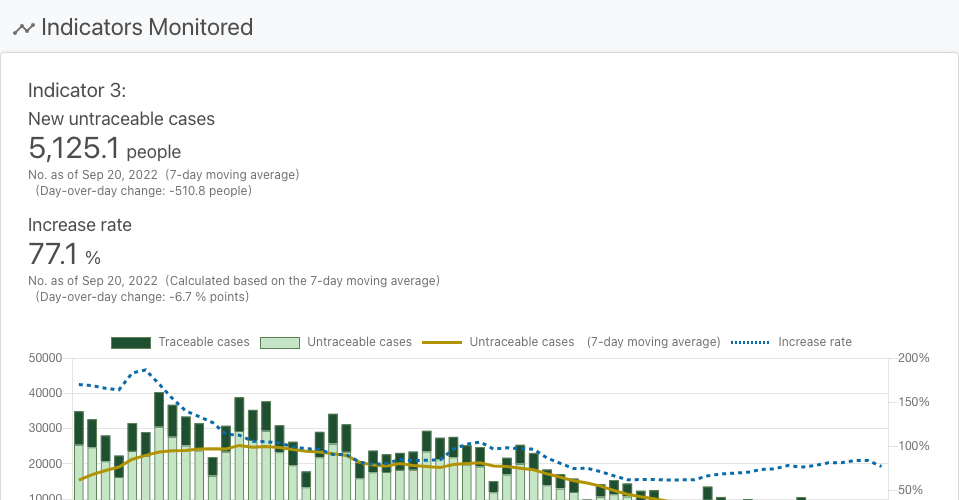 Indicators Monitored
Indicator 3:
New untraceable cases
5,125.1 people
No. as of Sep 20, 2022 (7-day moving average)
(Day-over-day change: -510.8 people)
Increase rate
77.1 %
No. as of Sep 20, 2022 (Calculated based on the 7-day moving average)
(Day-over-day change: -6.7 % points)
Traceable cases Untraceable cases Untraceable cases (7-day moving average) Increase rate
50000 200%
40000 150%
30000 100%
20000 50%
10000